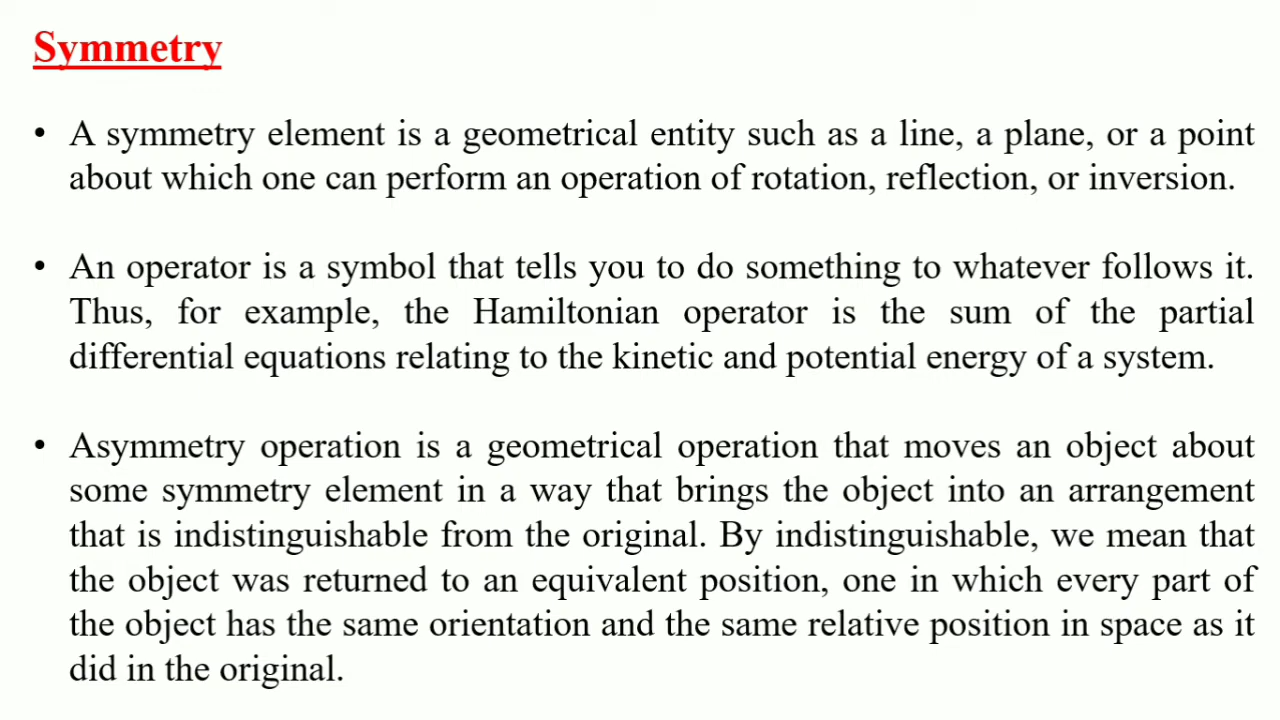 Symmetry
• A symmetry element is a geometrical entity such as a line, a plane, or a point
about which one can perform an operation of rotation, reflection, or inversion.
• An operator is a symbol that tells you to do something to whatever follows it.
Thus, for example, the Hamiltonian operator is the sum of the partial
differential equations relating to the kinetic and potential energy of a system.
• Asymmetry operation is a geometrical operation that moves an object about
some symmetry element in a way that brings the object into an arrangement
that is indistinguishable from the original. By indistinguishable, we mean that
the object was returned to an equivalent position, one in which every part of
the object has the same orientation and the same relative position in space as it
did in the original.